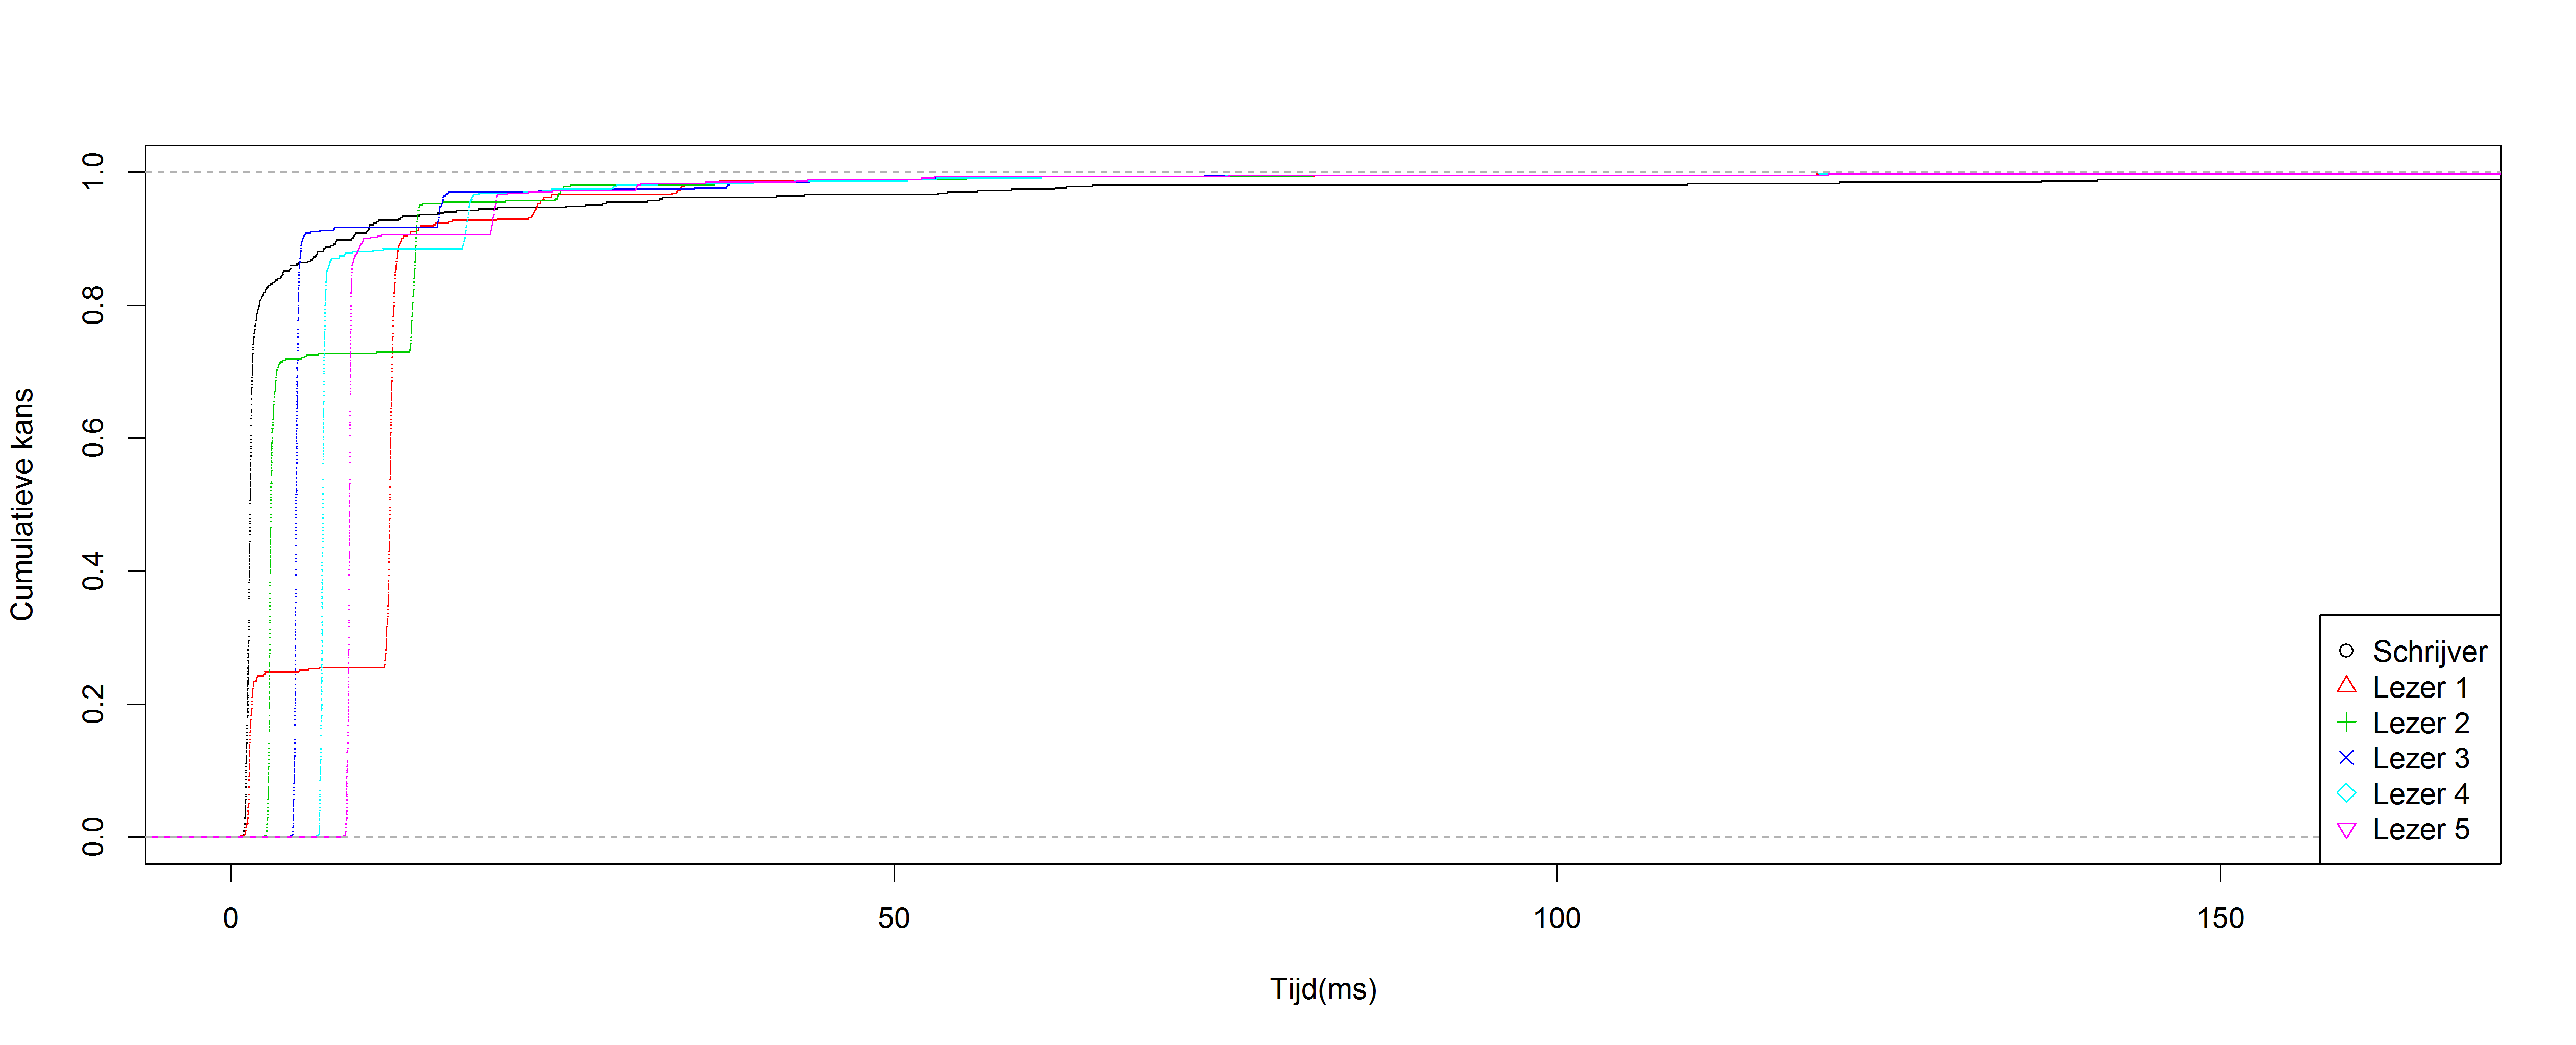 Cumulatieve kans
1.0
0.8
0.6
0.4
0.2
0.0
Schrijver
Lezer 1
Lezer 2
Lezer 3
Lezer 4
Lezer 5
0 50 100 150
Tijd(ms)